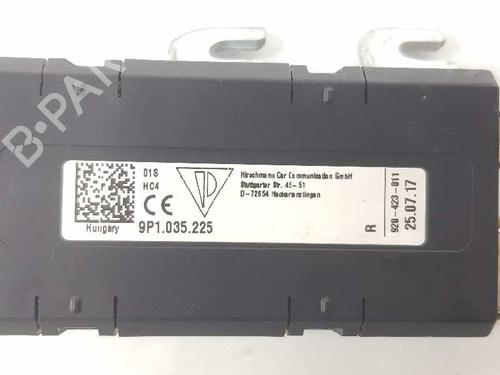 B-PARTS
01S
HC4
Hirschmann Car Communication GmbH
Stuttgarter Str. 45-51
D-72654 Neckartenzlingen
CE
Hungary
9P1.035.225
R
920-423-011
25.07.17